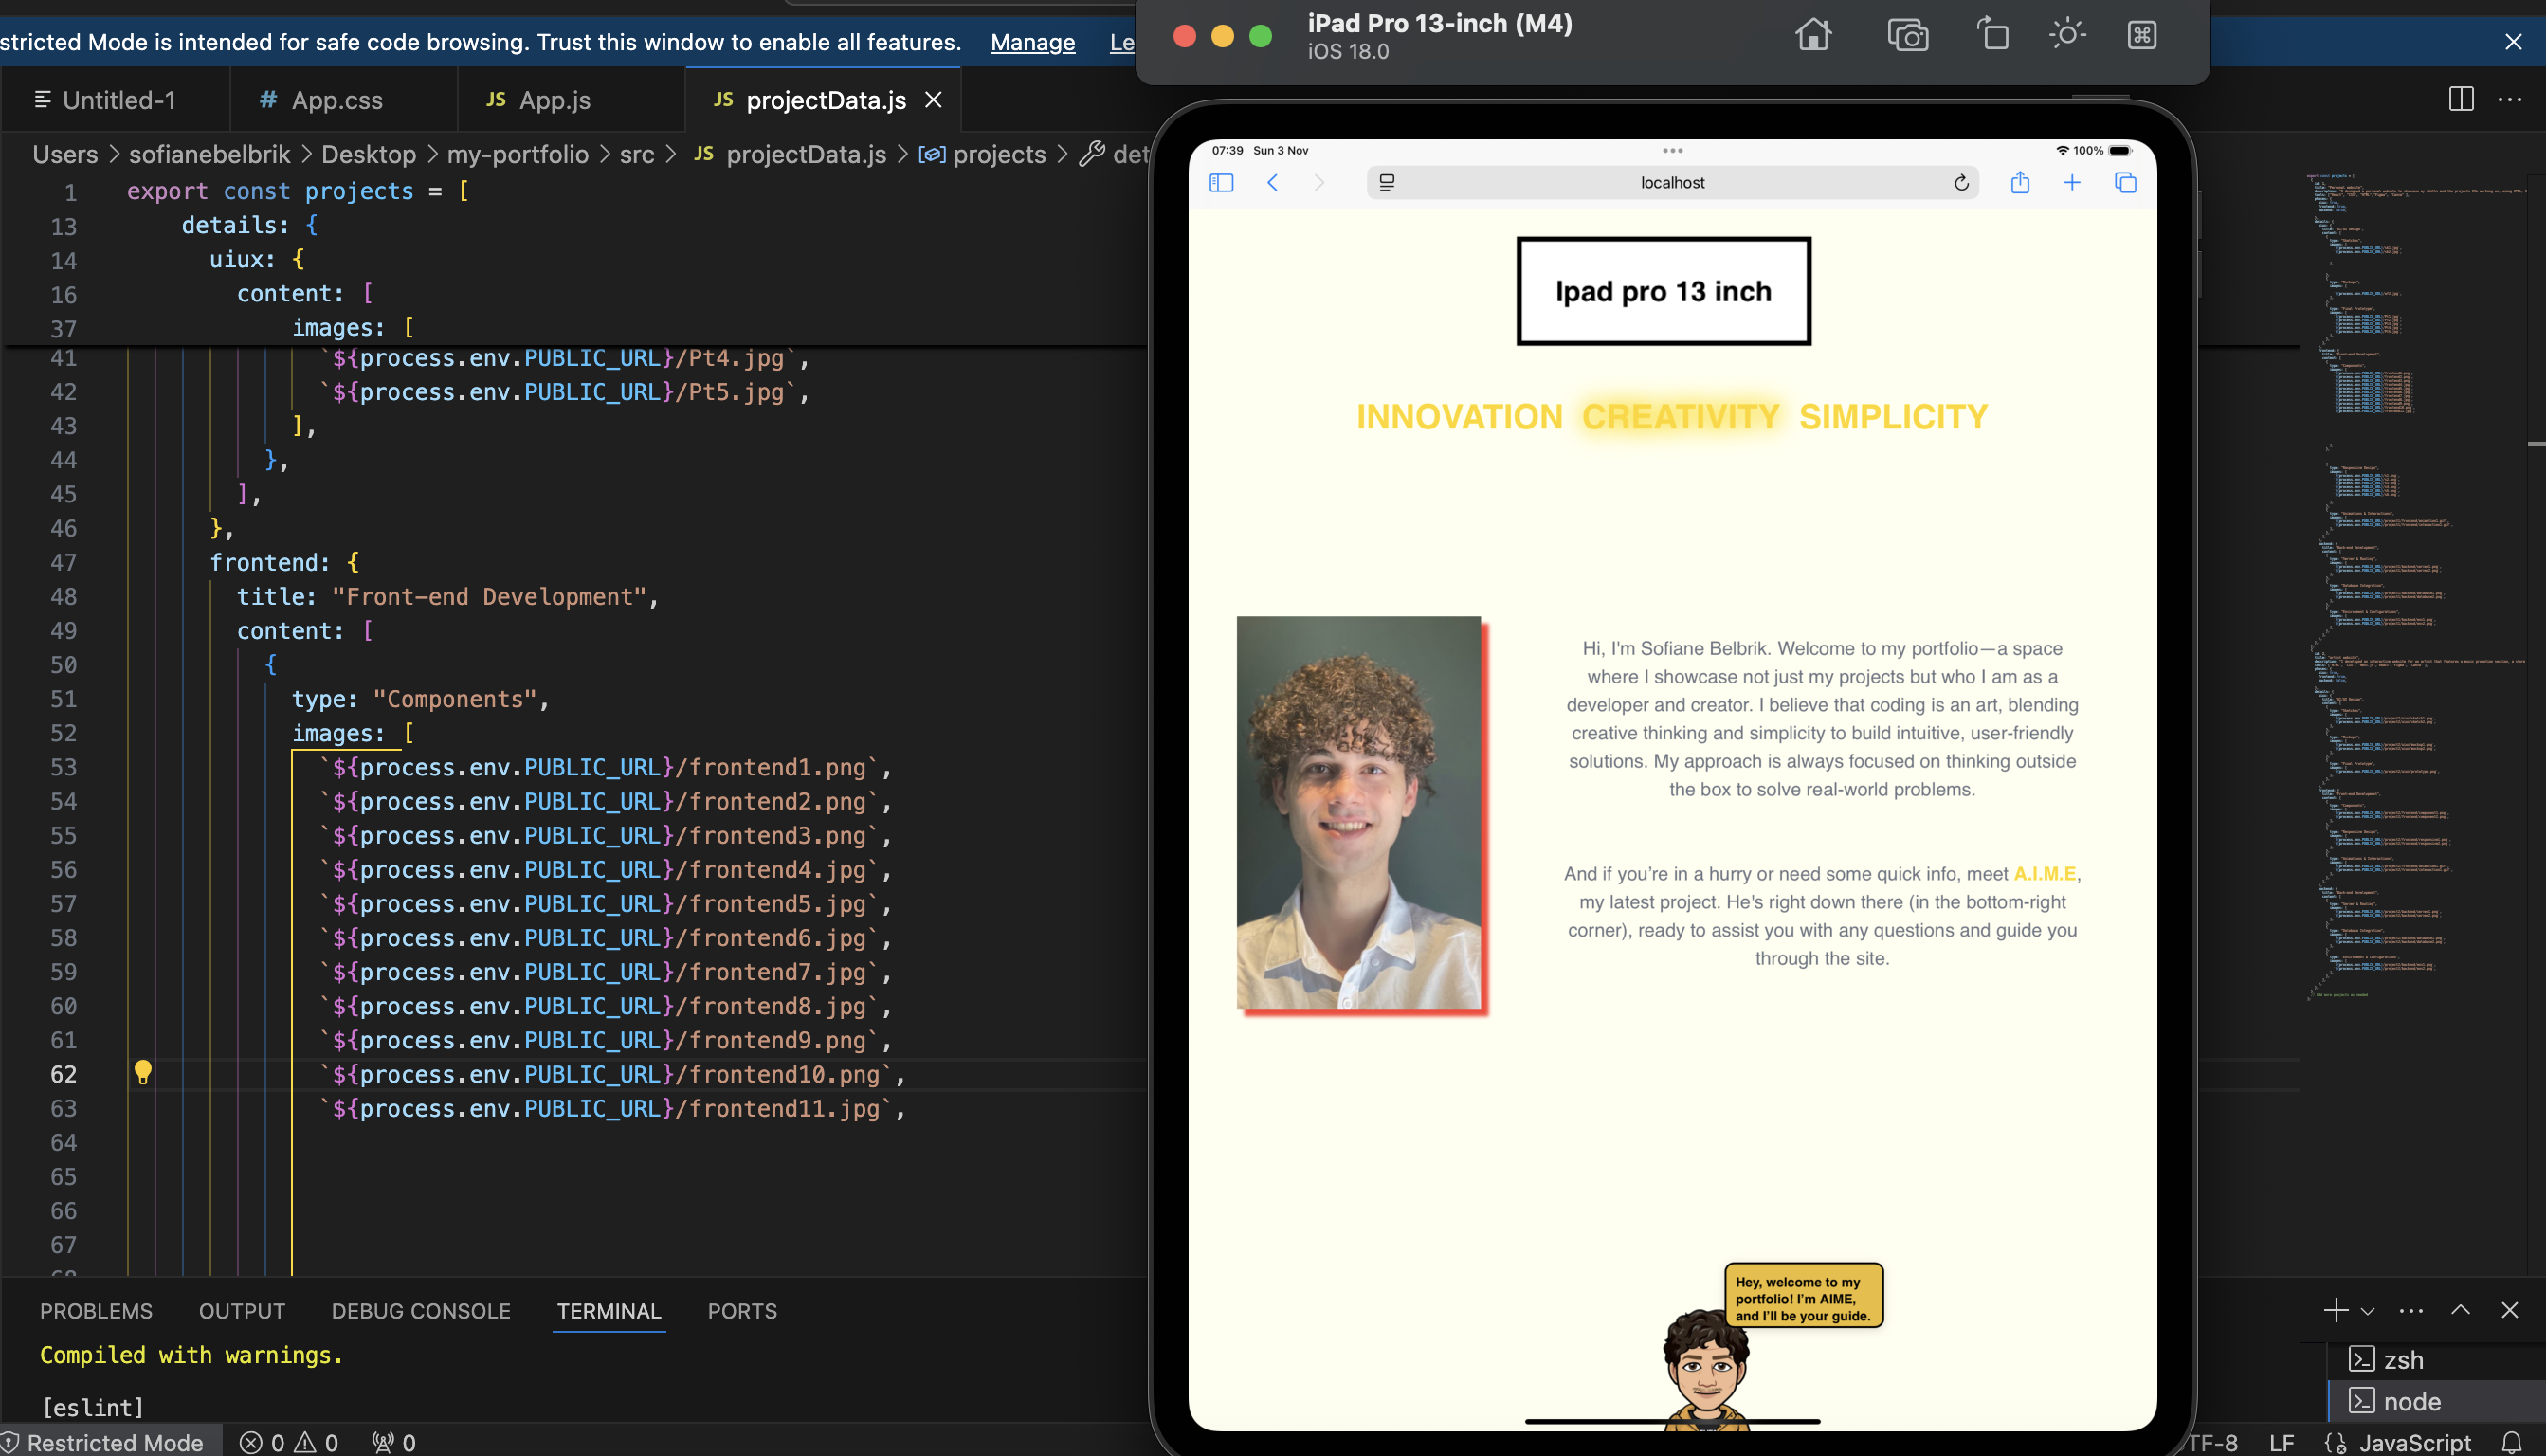 stricted Mode is intended for safe code browsing. Trust this window to enable all features. Manage Le
Untitled-1
# App.css
JS App.js
JS projectData.js
Users > sofianebelbrik > Desktop > my-portfolio > src > JS projectData.js > projects > det
1 export const projects = [
13 details: {
14 uiux: {
16 content: [
37 images: [
41 `${process.env.PUBLIC_URL}/Pt4.jpg`,
42 `${process.env.PUBLIC_URL}/Pt5.jpg`,
43 ],
44 },
45 ],
46 },
47 frontend: {
48 title: "Front-end Development",
49 content: [
50 {
51 type: "Components",
52 images: [
53 `${process.env.PUBLIC_URL}/frontend1.png`,
54 `${process.env.PUBLIC_URL}/frontend2.png`,
55 `${process.env.PUBLIC_URL}/frontend3.png`,
56 `${process.env.PUBLIC_URL}/frontend4.jpg`,
57 `${process.env.PUBLIC_URL}/frontend5.jpg`,
58 `${process.env.PUBLIC_URL}/frontend6.jpg`,
59 `${process.env.PUBLIC_URL}/frontend7.jpg`,
60 `${process.env.PUBLIC_URL}/frontend8.jpg`,
61 `${process.env.PUBLIC_URL}/frontend9.png`,
62 `${process.env.PUBLIC_URL}/frontend10.png`,
63 `${process.env.PUBLIC_URL}/frontend11.jpg`,
64
65
66
67
PROBLEMS OUTPUT DEBUG CONSOLE TERMINAL PORTS
Compiled with warnings.
[eslint]
Restricted Mode 0 0 0
iPad Pro 13-inch (M4)
iOS 18.0
07:39 Sun 3 Nov
100%
localhost
Ipad pro 13 inch
INNOVATION CREATIVITY SIMPLICITY
Hi, I'm Sofiane Belbrik. Welcome to my portfolio—a space
where I showcase not just my projects but who I am as a
developer and creator. I believe that coding is an art, blending
creative thinking and simplicity to build intuitive, user-friendly
solutions. My approach is always focused on thinking outside
the box to solve real-world problems.
And if you’re in a hurry or need some quick info, meet A.I.M.E,
my latest project. He's right down there (in the bottom-right
corner), ready to assist you with any questions and guide you
through the site.
Hey, welcome to my
portfolio! I'm AIME,
and I'll be your guide.
zsh
node
TF-8 LF JavaScript